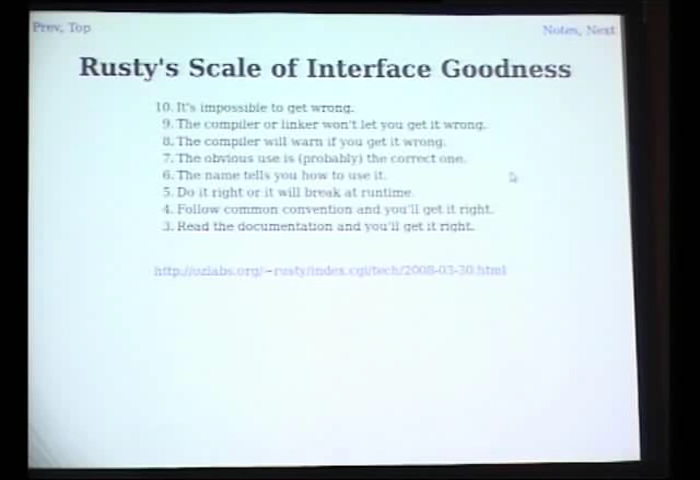 Prev, Top
Notes, Next
Rusty's Scale of Interface Goodness
10. It's impossible to get wrong.
9. The compiler or linker won't let you get it wrong.
8. The compiler will warn if you get it wrong.
7. The obvious use is (probably) the correct one.
6. The name tells you how to use it.
5. Do it right or it will break at runtime.
4. Follow common convention and you'll get it right.
3. Read the documentation and you'll get it right.
http://ozlabs.org/~rusty/index.cgi/tech/2008-03-30.html